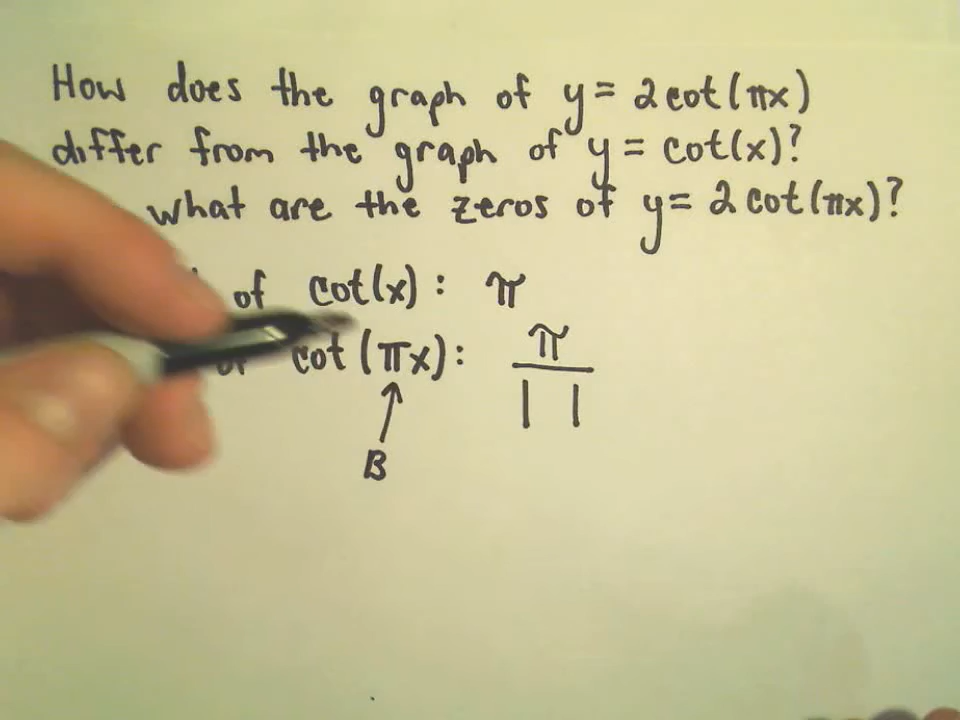 How does the graph of y = 2cot(πx)
differ from the graph of y = cot(x)?
what are the zeros of y= 2cot(πx)?
of cot(x) : π
cot (πx) : π
| |
B